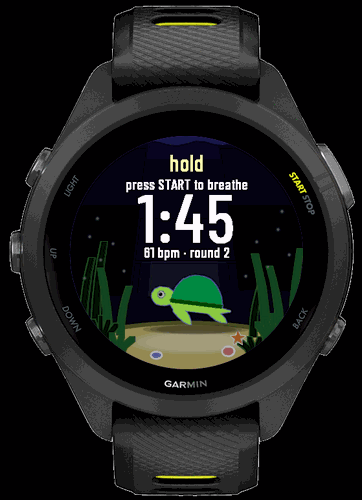 hold
press START to breathe
1:45
61 bpm · round 2
LIGHT
START STOP
UP
DOWN
BACK
GARMIN